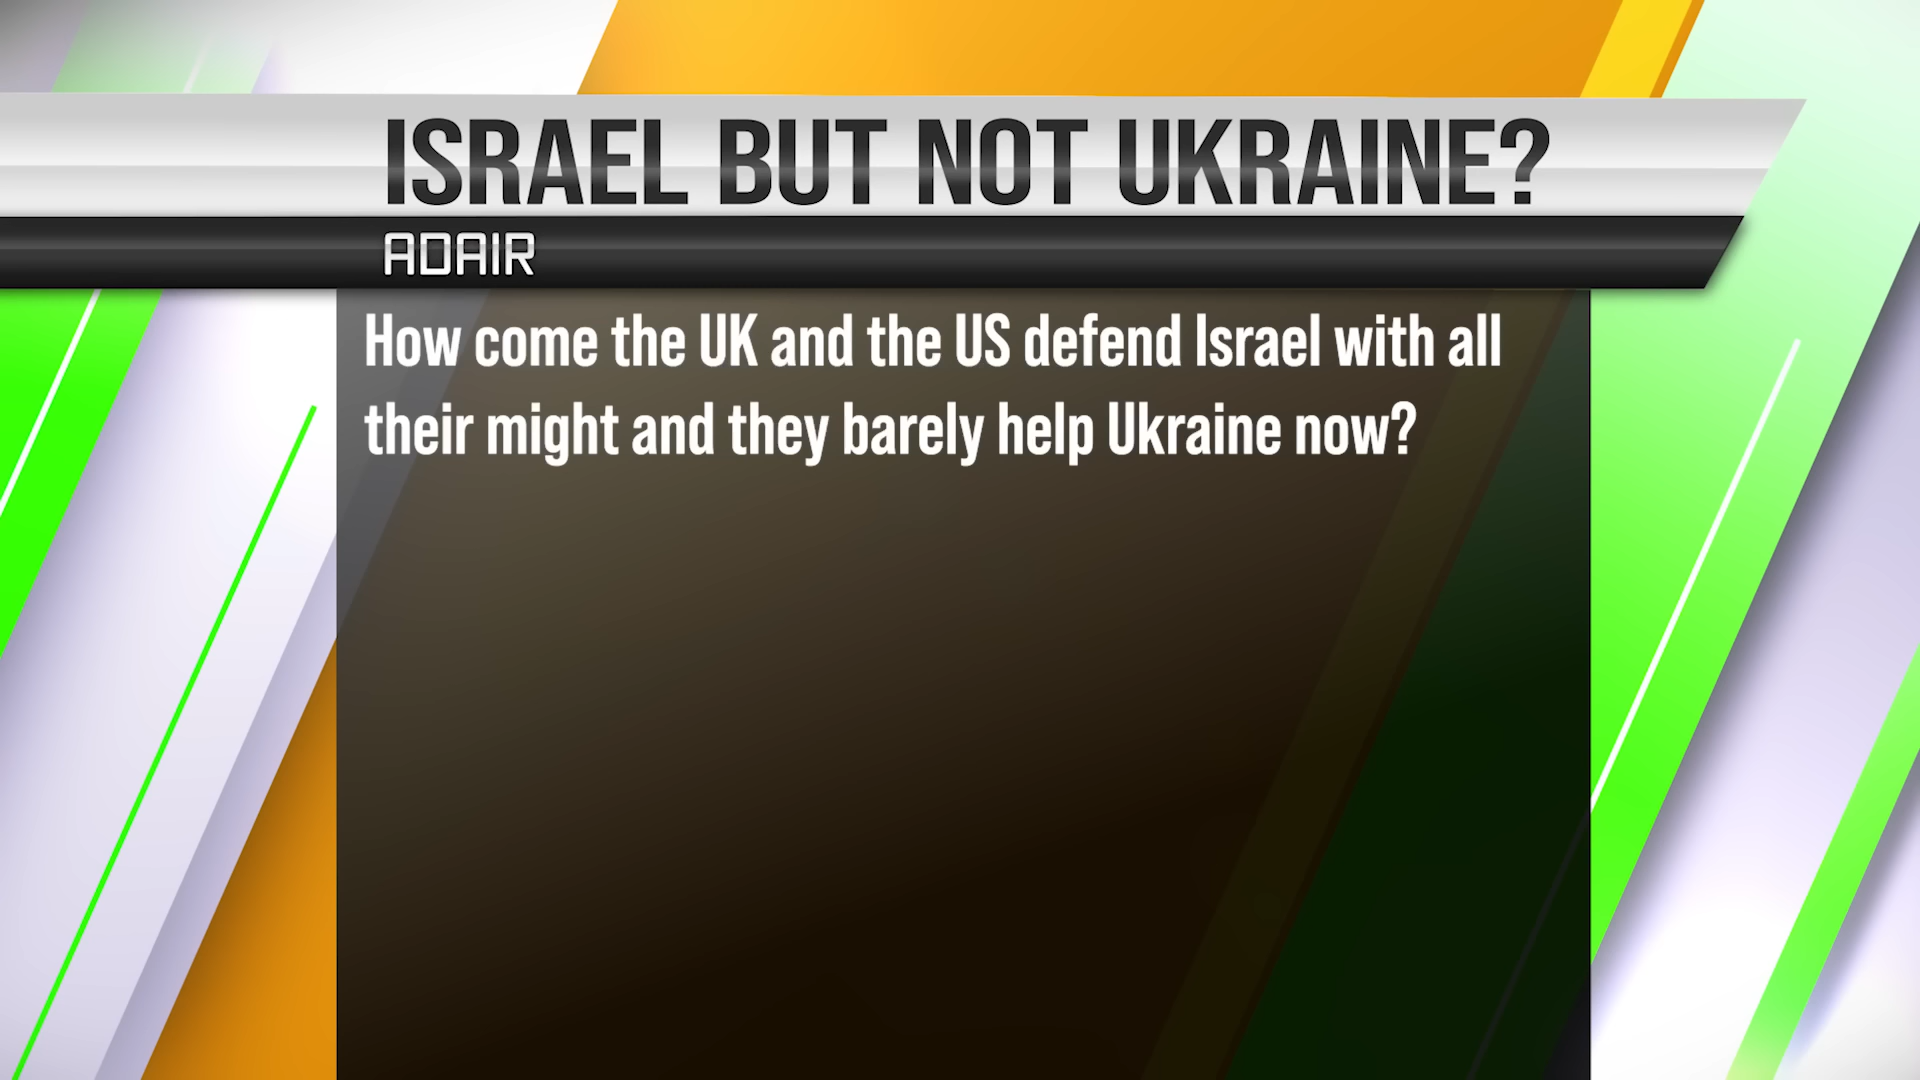 ISRAEL BUT NOT UKRAINE?
ADAIR
How come the UK and the US defend Israel with all
their might and they barely help Ukraine now?